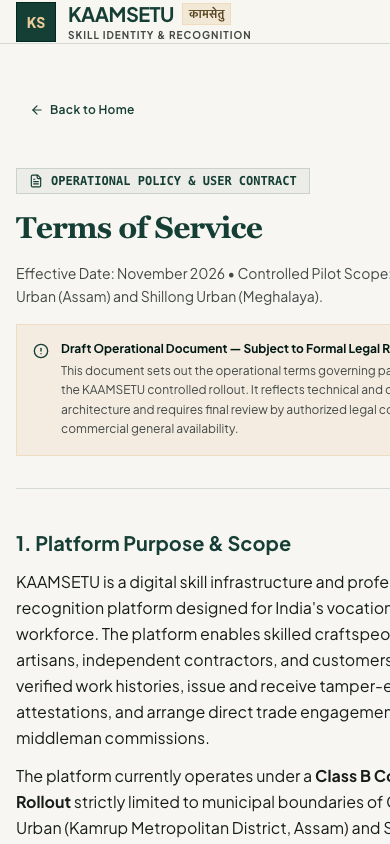 KS
KAAMSETU कामसेतु
SKILL IDENTITY & RECOGNITION
← Back to Home
OPERATIONAL POLICY & USER CONTRACT
Terms of Service
Effective Date: November 2026 • Controlled Pilot Scope:
Urban (Assam) and Shillong Urban (Meghalaya).
Draft Operational Document — Subject to Formal Legal R
This document sets out the operational terms governing pa
the KAAMSETU controlled rollout. It reflects technical and
architecture and requires final review by authorized legal co
commercial general availability.
1. Platform Purpose & Scope
KAAMSETU is a digital skill infrastructure and profe
recognition platform designed for India's vocation
workforce. The platform enables skilled craftspeo
artisans, independent contractors, and customers
verified work histories, issue and receive tamper-e
attestations, and arrange direct trade engagemen
middleman commissions.
The platform currently operates under a Class B Co
Rollout strictly limited to municipal boundaries of
Urban (Kamrup Metropolitan District, Assam) and S